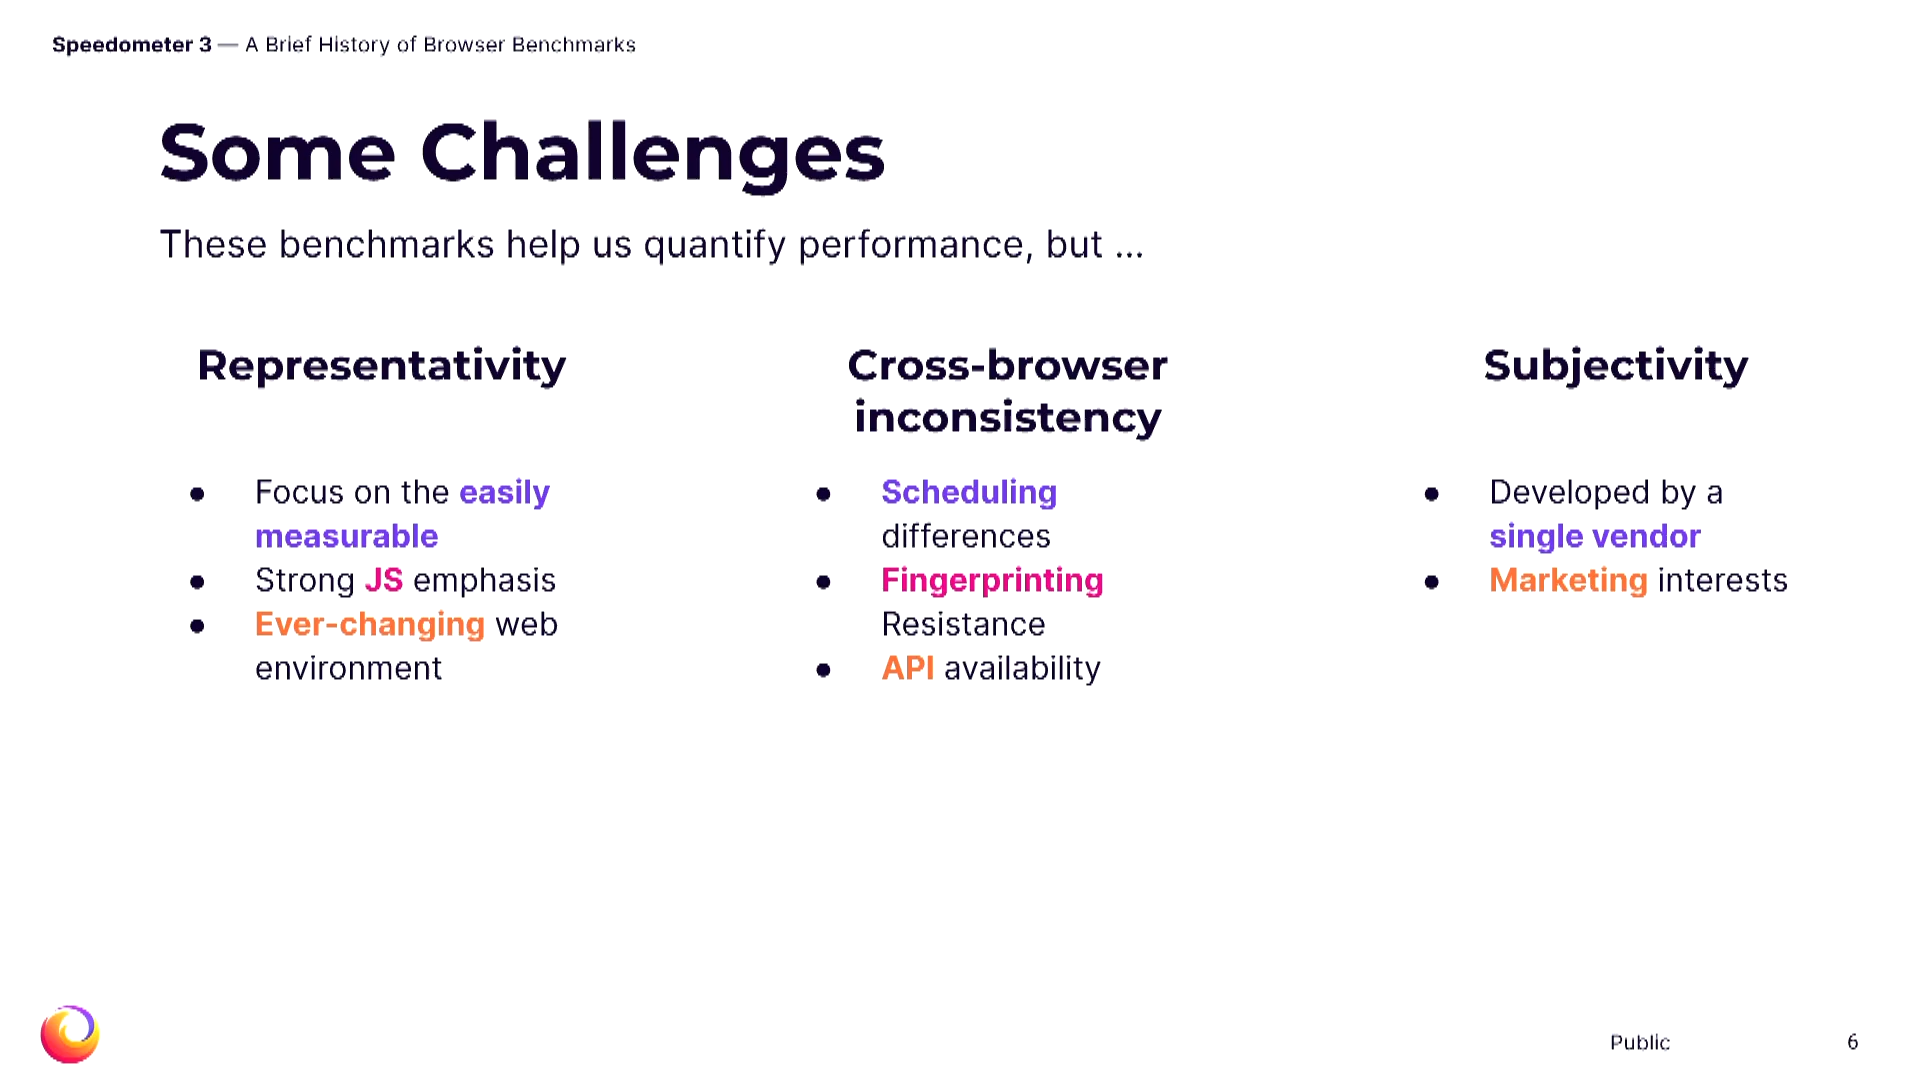 Speedometer 3 — A Brief History of Browser Benchmarks
Some Challenges
These benchmarks help us quantify performance, but ...
Representativity
● Focus on the easily
measurable
● Strong JS emphasis
● Ever-changing web
environment
Cross-browser
inconsistency
● Scheduling
differences
● Fingerprinting
Resistance
● API availability
Subjectivity
● Developed by a
single vendor
● Marketing interests
Public
6